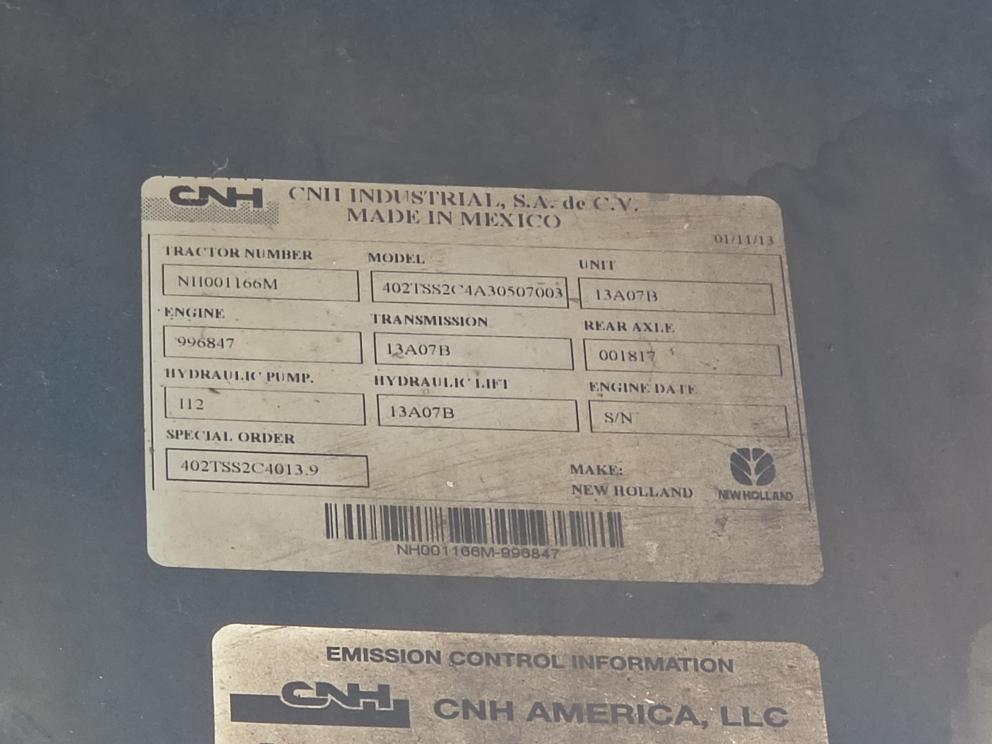 CNH CNH INDUSTRIAL, S.A. de C.V.
MADE IN MEXICO
01/11/13
TRACTOR NUMBER MODEL UNIT
NH001166M 402TSS2C4A30507003 13A07B
ENGINE TRANSMISSION REAR AXLE
996847 13A07B 001817
HYDRAULIC PUMP. HYDRAULIC LIFT ENGINE DATE
112 13A07B S/N
SPECIAL ORDER
402TSS2C4013.9
MAKE:
NEW HOLLAND NEW HOLLAND
NH001166M-996847
EMISSION CONTROL INFORMATION
CNH CNH AMERICA, LLC